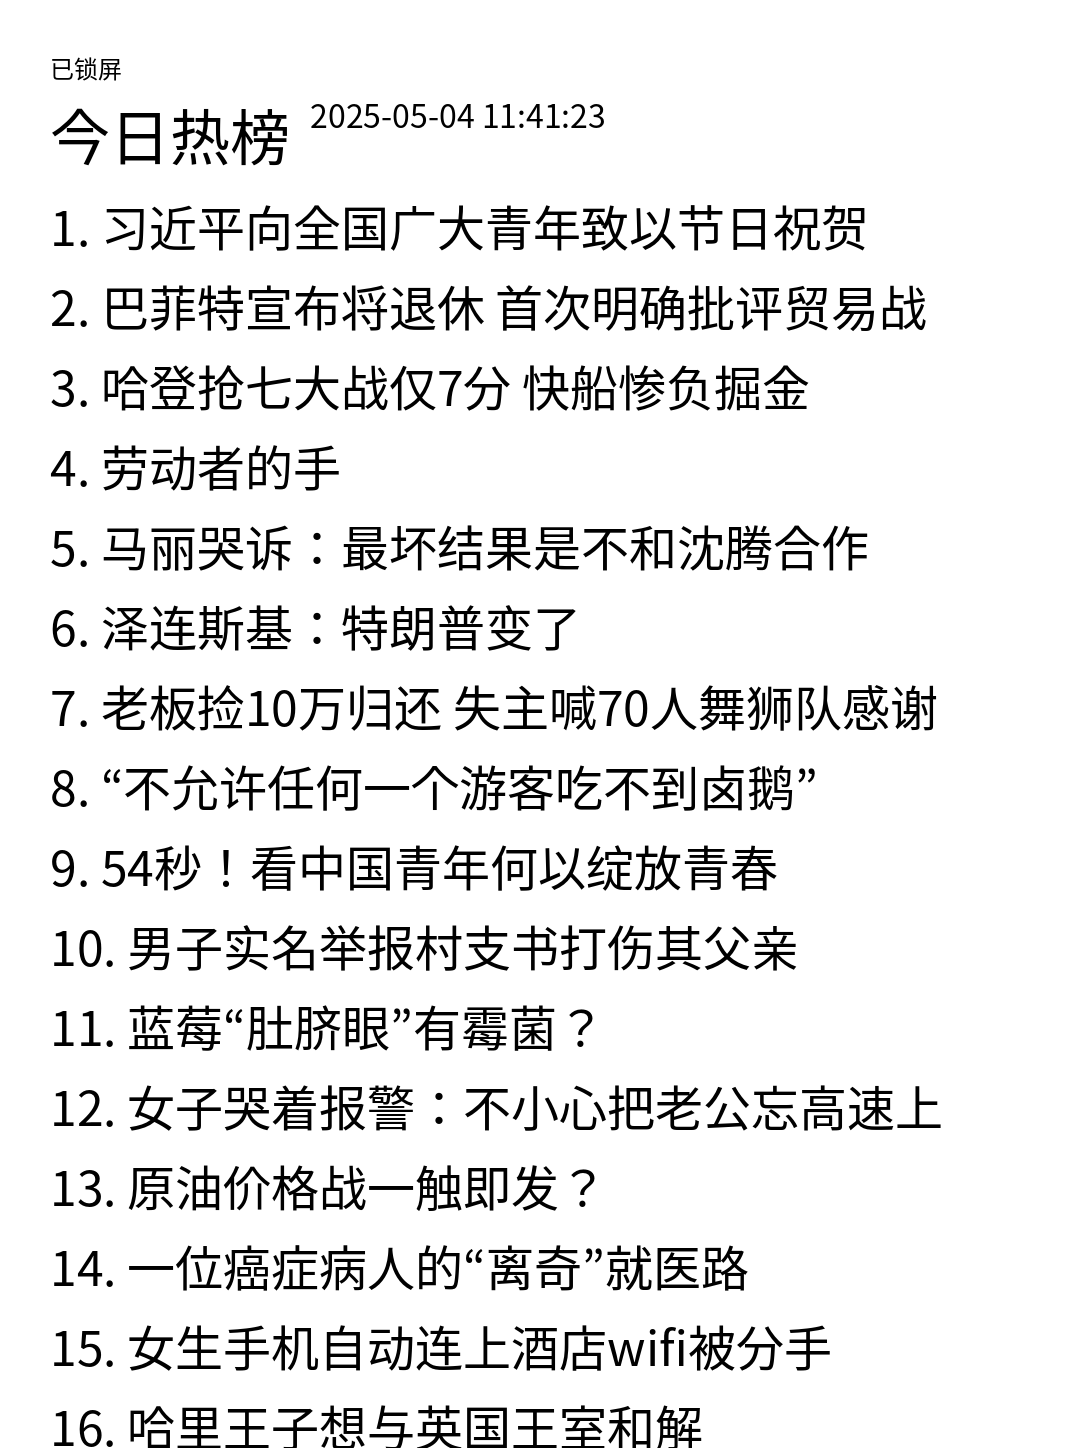 已锁屏
今日热榜 2025-05-04 11:41:23
1. 习近平向全国广大青年致以节日祝贺
2. 巴菲特宣布将退休 首次明确批评贸易战
3. 哈登抢七大战仅7分 快船惨负掘金
4. 劳动者的手
5. 马丽哭诉：最坏结果是不和沈腾合作
6. 泽连斯基：特朗普变了
7. 老板捡10万归还 失主喊70人舞狮队感谢
8. “不允许任何一个游客吃不到卤鹅”
9. 54秒！看中国青年何以绽放青春
10. 男子实名举报村支书打伤其父亲
11. 蓝莓“肚脐眼”有霉菌？
12. 女子哭着报警：不小心把老公忘高速上
13. 原油价格战一触即发？
14. 一位癌症病人的“离奇”就医路
15. 女生手机自动连上酒店wifi被分手
16. 哈里王子想与英国王室和解